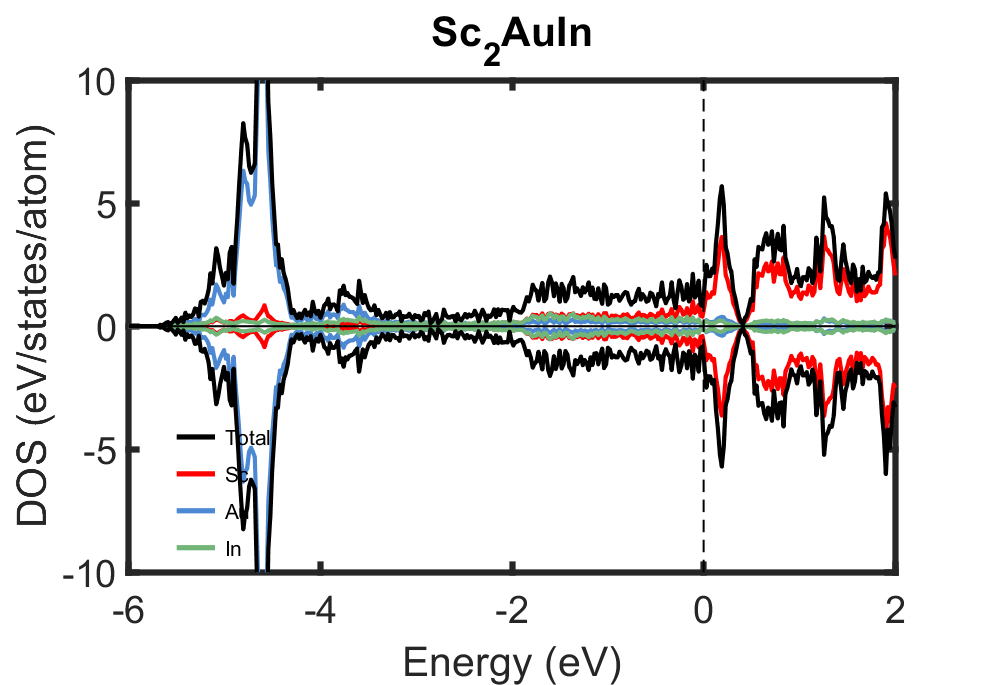 Sc2AuIn
DOS (eV/states/atom)
10
5
0
-5
-10
Total
Sc
Au
In
-6 -4 -2 0 2
Energy (eV)